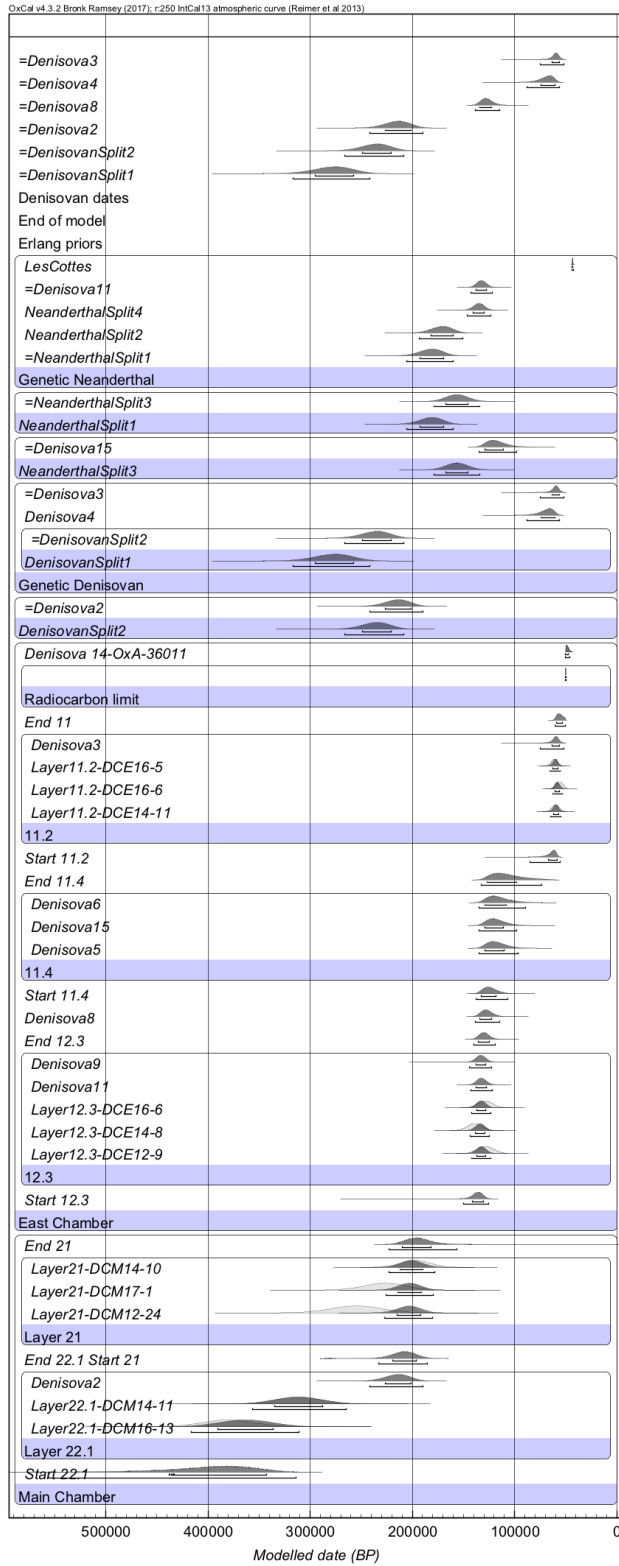 OxCal v4.3.2 Bronk Ramsey (2017); r:250 IntCal13 atmospheric curve (Reimer et al 2013)
=Denisova3
=Denisova4
=Denisova8
=Denisova2
=DenisovanSplit2
=DenisovanSplit1
Denisovan dates
End of model
Erlang priors
LesCottes
=Denisova11
NeanderthalSplit4
NeanderthalSplit2
=NeanderthalSplit1
Genetic Neanderthal
=NeanderthalSplit3
NeanderthalSplit1
=Denisova15
NeanderthalSplit3
=Denisova3
Denisova4
=DenisovanSplit2
DenisovanSplit1
Genetic Denisovan
=Denisova2
DenisovanSplit2
Denisova 14-OxA-36011
Radiocarbon limit
End 11
Denisova3
Layer11.2-DCE16-5
Layer11.2-DCE16-6
Layer11.2-DCE14-11
11.2
Start 11.2
End 11.4
Denisova6
Denisova15
Denisova5
11.4
Start 11.4
Denisova8
End 12.3
Denisova9
Denisova11
Layer12.3-DCE16-6
Layer12.3-DCE14-8
Layer12.3-DCE12-9
12.3
Start 12.3
East Chamber
End 21
Layer21-DCM14-10
Layer21-DCM17-1
Layer21-DCM12-24
Layer 21
End 22.1 Start 21
Denisova2
Layer22.1-DCM14-11
Layer22.1-DCM16-13
Layer 22.1
Start 22.1
Main Chamber
500000 400000 300000 200000 100000 0
Modelled date (BP)